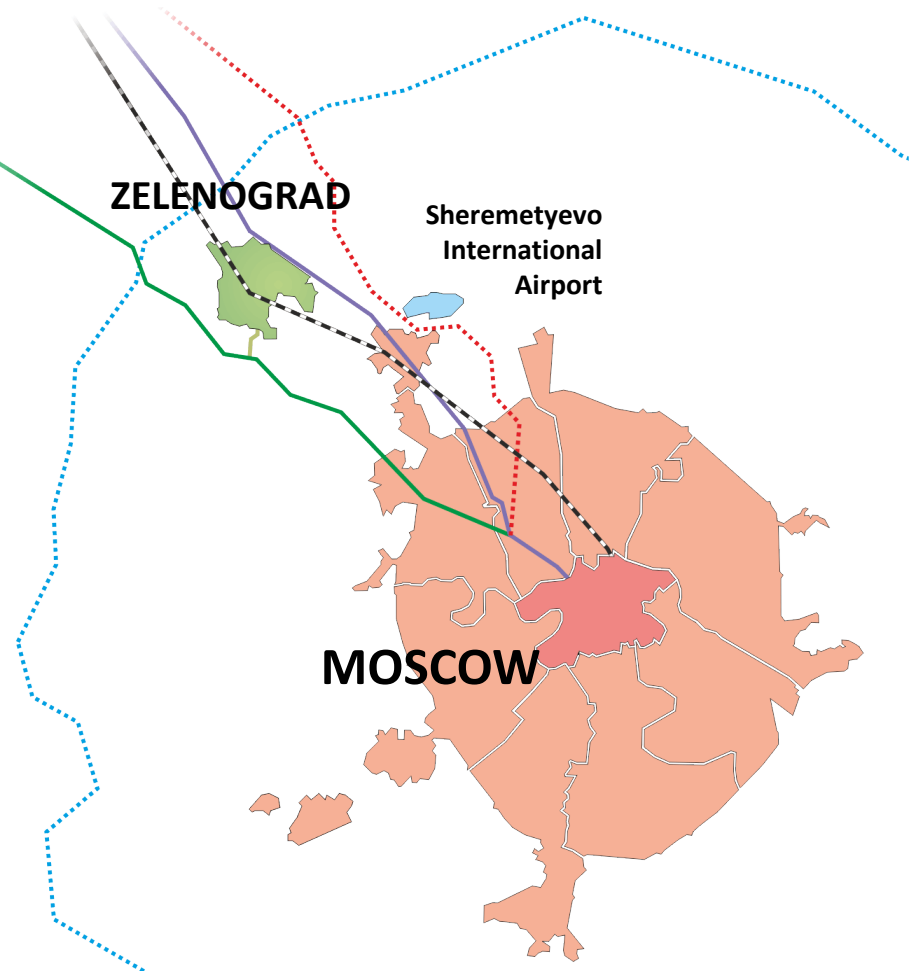 ZELENOGRAD
Sheremetyevo
International
Airport
MOSCOW